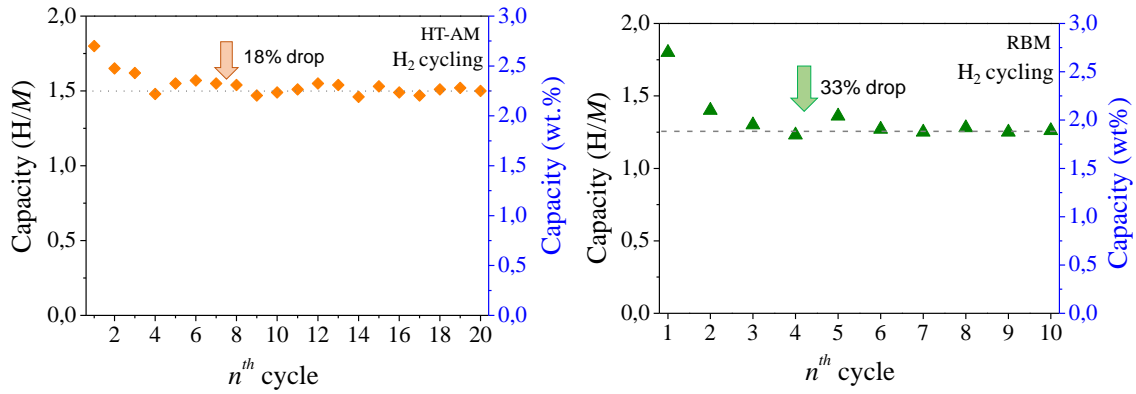 2,0
1,5
1,0
0,5
0,0
Capacity (H/M)
HT-AM
H2 cycling
18% drop
3,0
2,5
2,0
1,5
1,0
0,5
0,0
Capacity (wt.%)
2 4 6 8 10 12 14 16 18 20
nth cycle
2,0
1,5
1,0
0,5
0,0
Capacity (H/M)
RBM
H2 cycling
33% drop
3,0
2,5
2,0
1,5
1,0
0,5
0,0
Capacity (wt%)
1 2 3 4 5 6 7 8 9 10
nth cycle